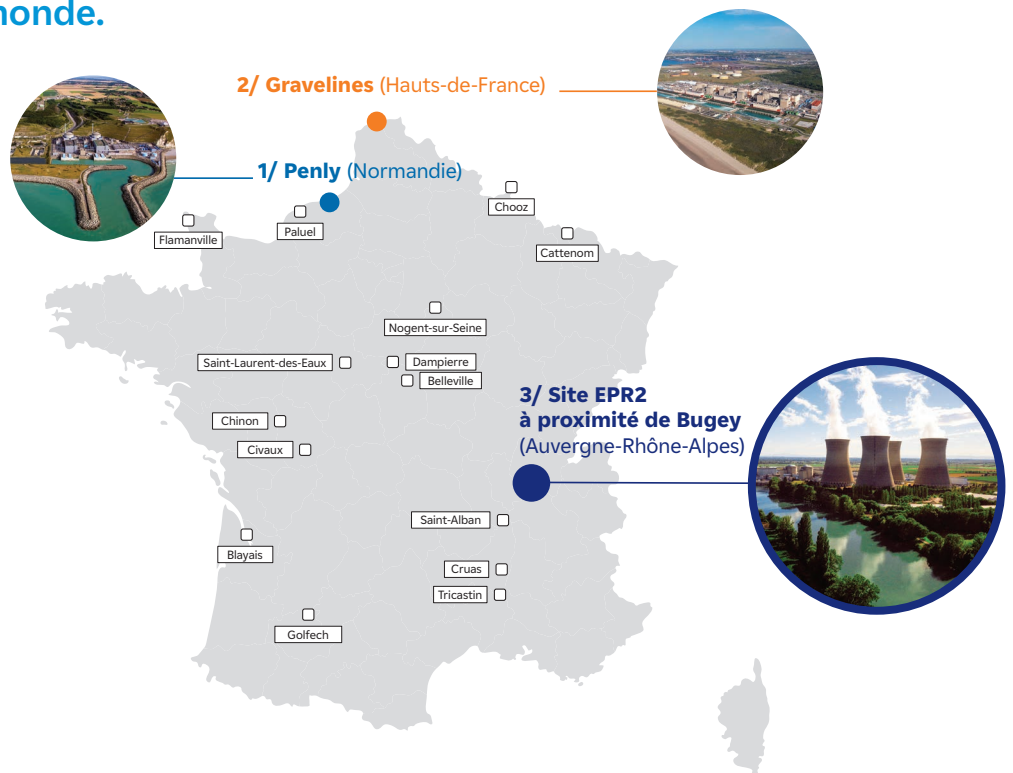 monde.
2/ Gravelines (Hauts-de-France)
1/ Penly (Normandie)
Chooz
Paluel
Flamanville
Cattenom
Nogent-sur-Seine
Saint-Laurent-des-Eaux
Dampierre
Belleville
3/ Site EPR2
à proximité de Bugey
(Auvergne-Rhône-Alpes)
Chinon
Civaux
Saint-Alban
Blayais
Cruas
Tricastin
Golfech